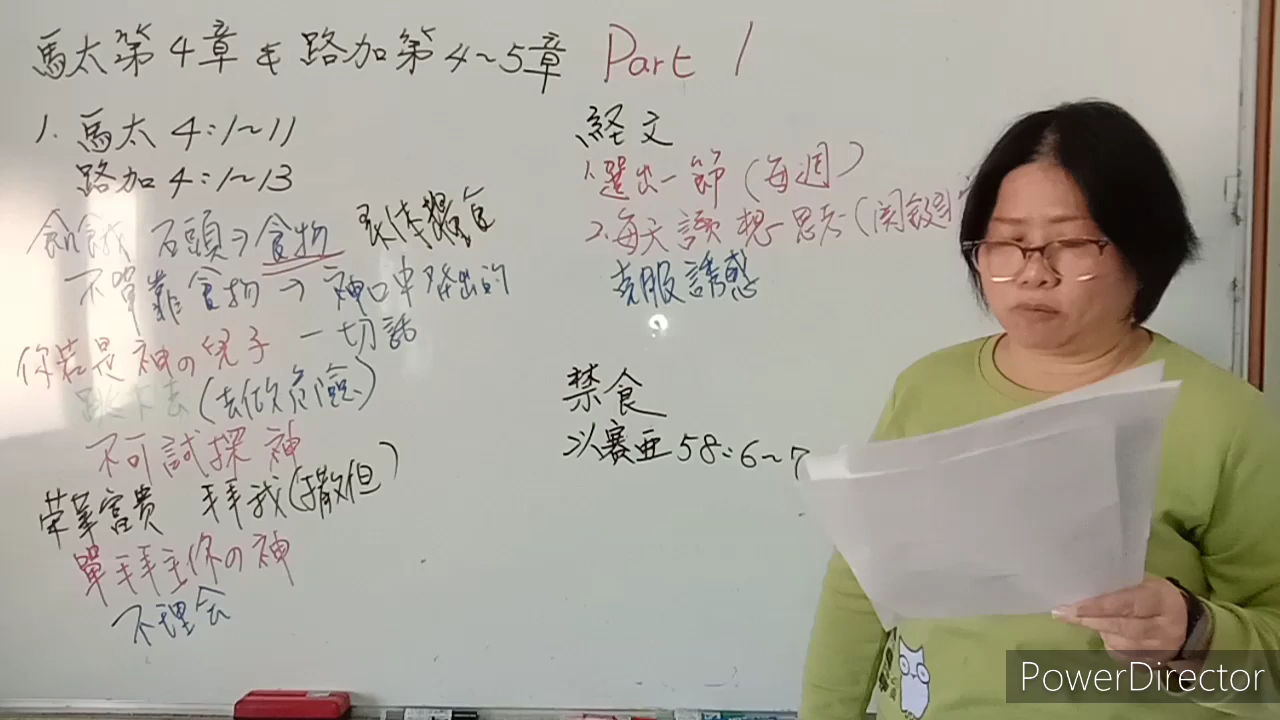 馬太第4章 & 路加第4~5章 Part 1
1. 馬太 4:1~11
路加 4:1~13
飢餓 石頭→食物
不單靠食物→神口中所出的
一切話
你若是神の兒子
跳下去(去做危險)
不可試探神
榮華富貴 拜我(撒但)
單拜主你の神
不理会
経文
1.選出一節(每週)
2.每天讀 想 思考(
克服誘惑
禁食
以賽亜 58:6~7
PowerDirector